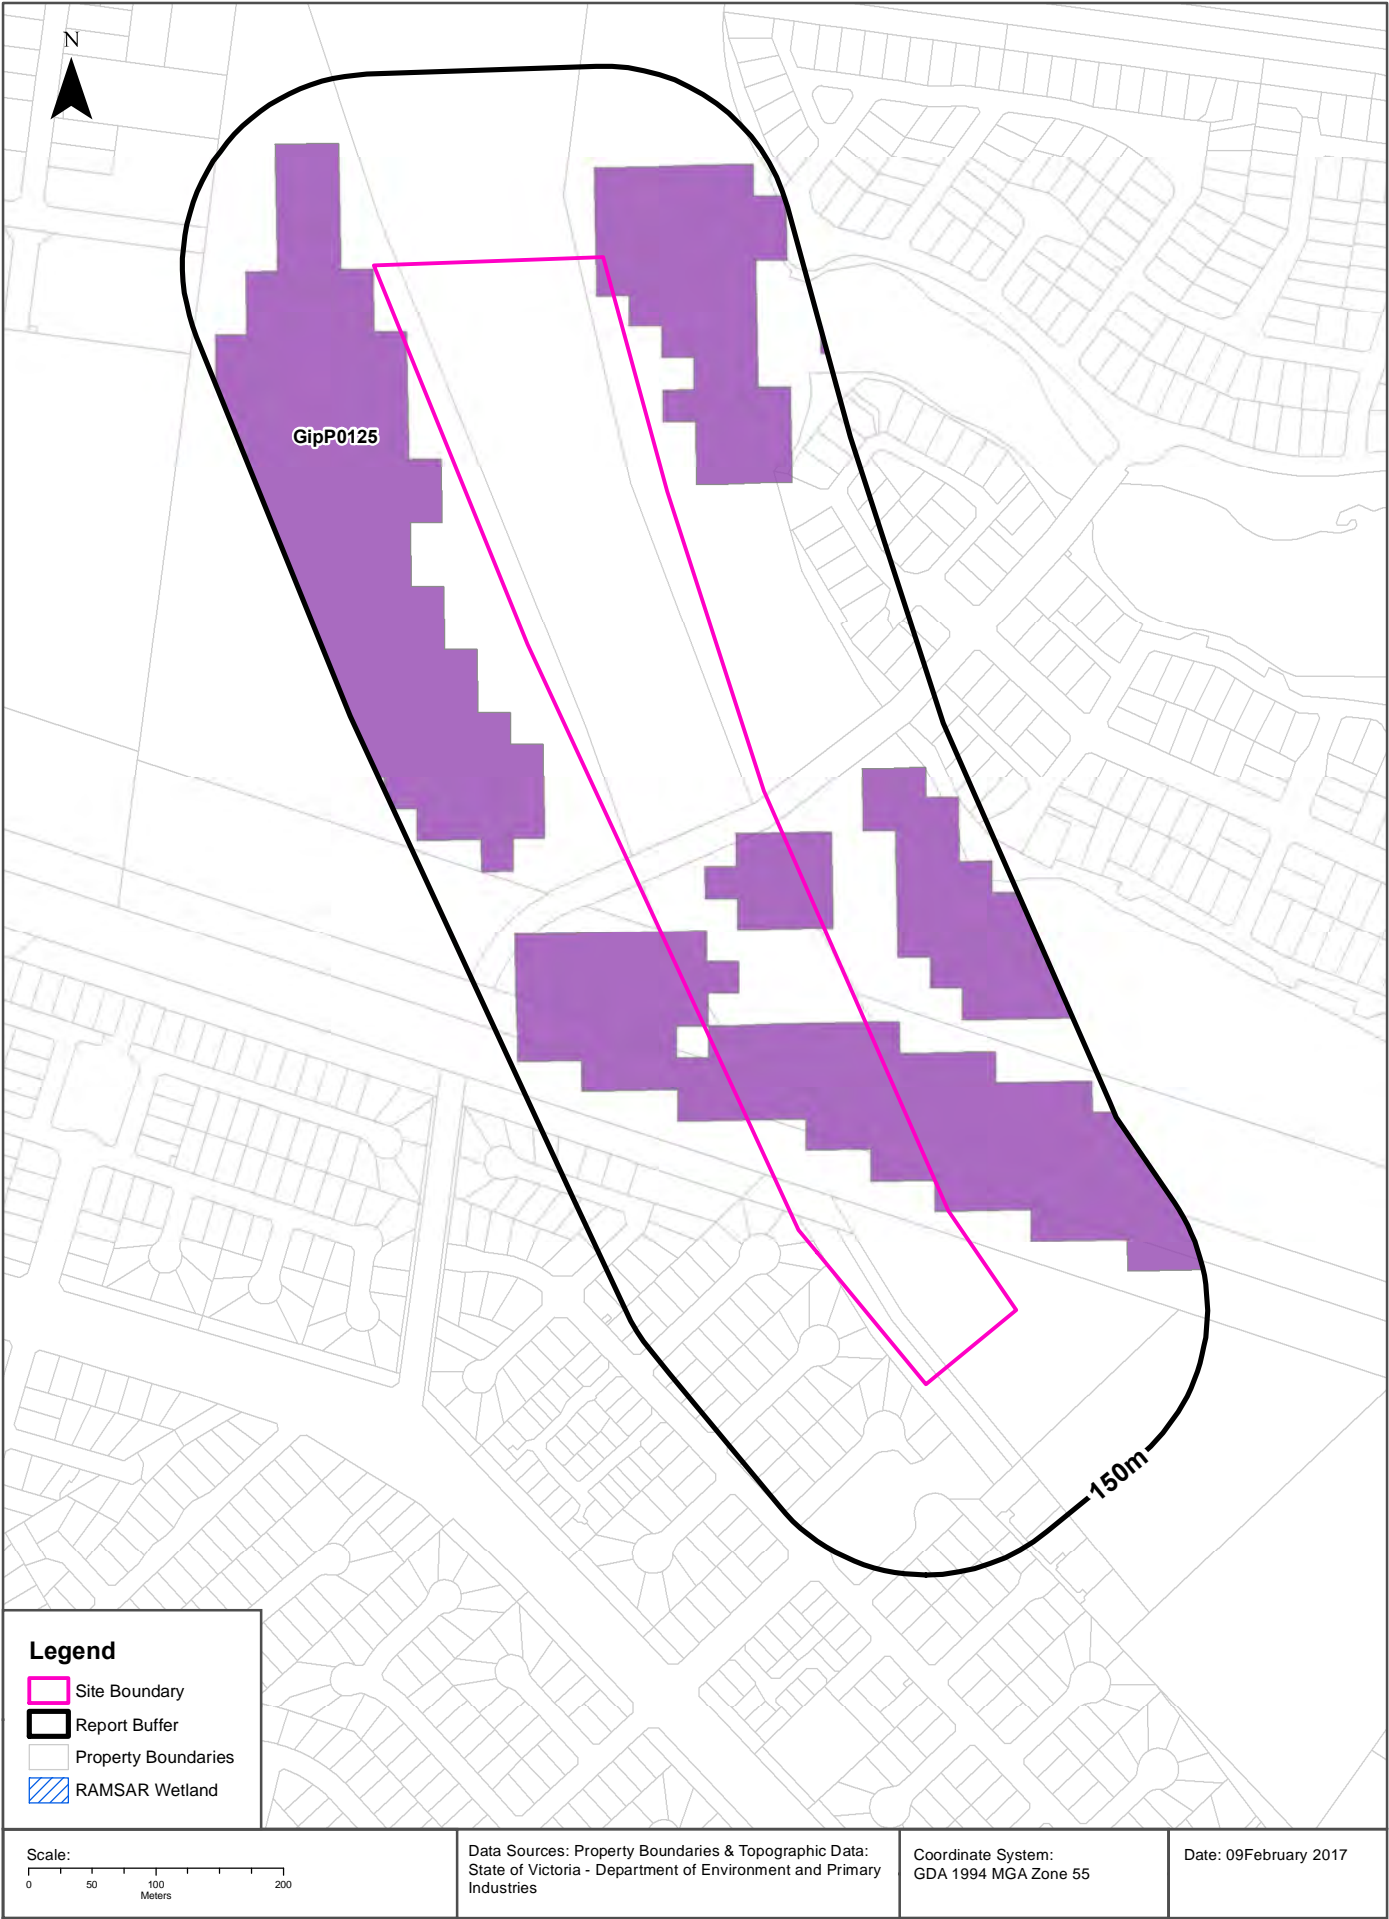 N
GipP0125
150m
Legend
Site Boundary
Report Buffer
Property Boundaries
RAMSAR Wetland
Scale:
0 50 100 200
Meters
Data Sources: Property Boundaries & Topographic Data:
State of Victoria - Department of Environment and Primary
Industries
Coordinate System:
GDA 1994 MGA Zone 55
Date: 09February 2017